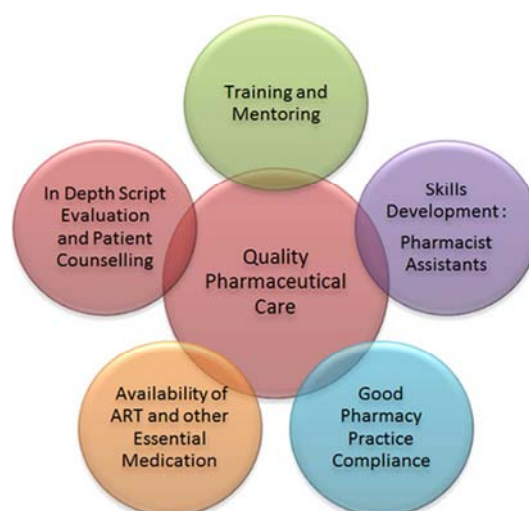 Training and
Mentoring
In Depth Script
Evaluation
and Patient
Counselling
Skills
Development :
Pharmacist
Assistants
Quality
Pharmaceutical
Care
Availability of
ART and other
Essential
Medication
Good
Pharmacy
Practice
Compliance